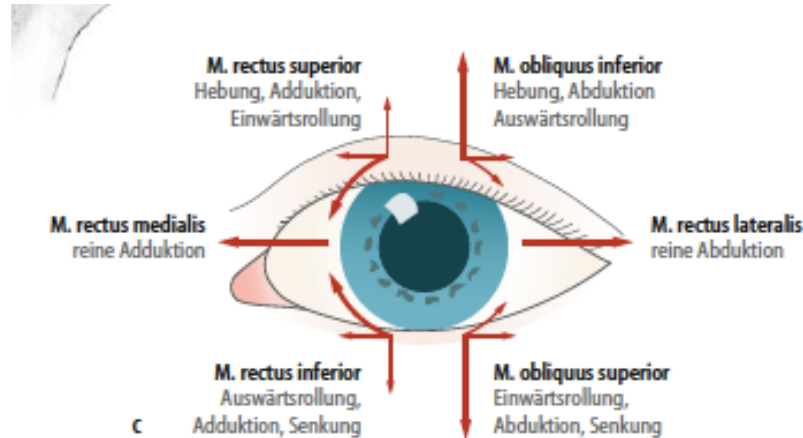 M. rectus superior
Hebung, Adduktion,
Einwärtsrollung
M. obliquus inferior
Hebung, Abduktion
Auswärtsrollung
M. rectus medialis
reine Adduktion
M. rectus lateralis
reine Abduktion
M. rectus inferior
Auswärtsrollung,
Adduktion, Senkung
M. obliquus superior
Einwärtsrollung,
Abduktion, Senkung
C